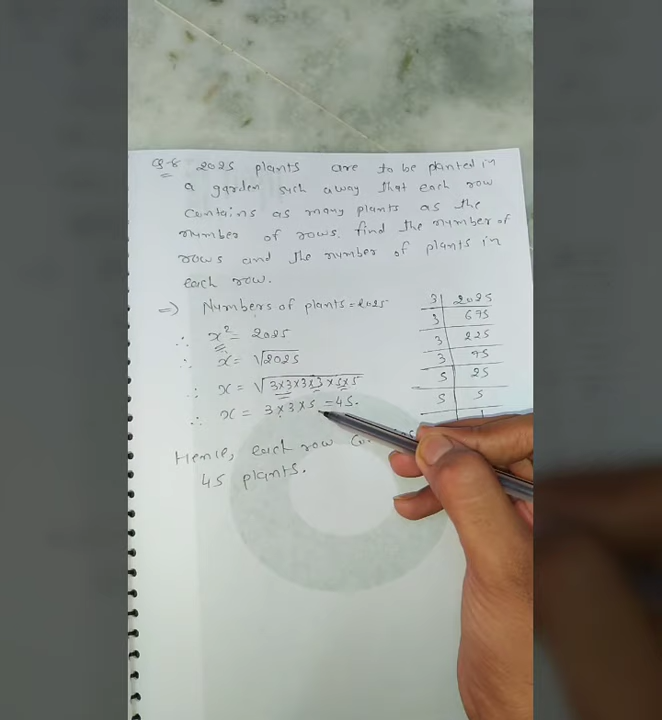 Q.8 2025 plants are to be planted in
a garden such away that each row
contains as many plants as the
number of rows. find the number of
rows and the number of plants in
each row.
=> Numbers of plants = 2025
∴ x² = 2025
∴ x = √2025
∴ x = √3×3×3×3×5×5
∴ x = 3×3×5 = 45.
Hence, each row
45 plants.
3 | 2025
3 | 675
3 | 225
3 | 75
5 | 25
5 | 5
1